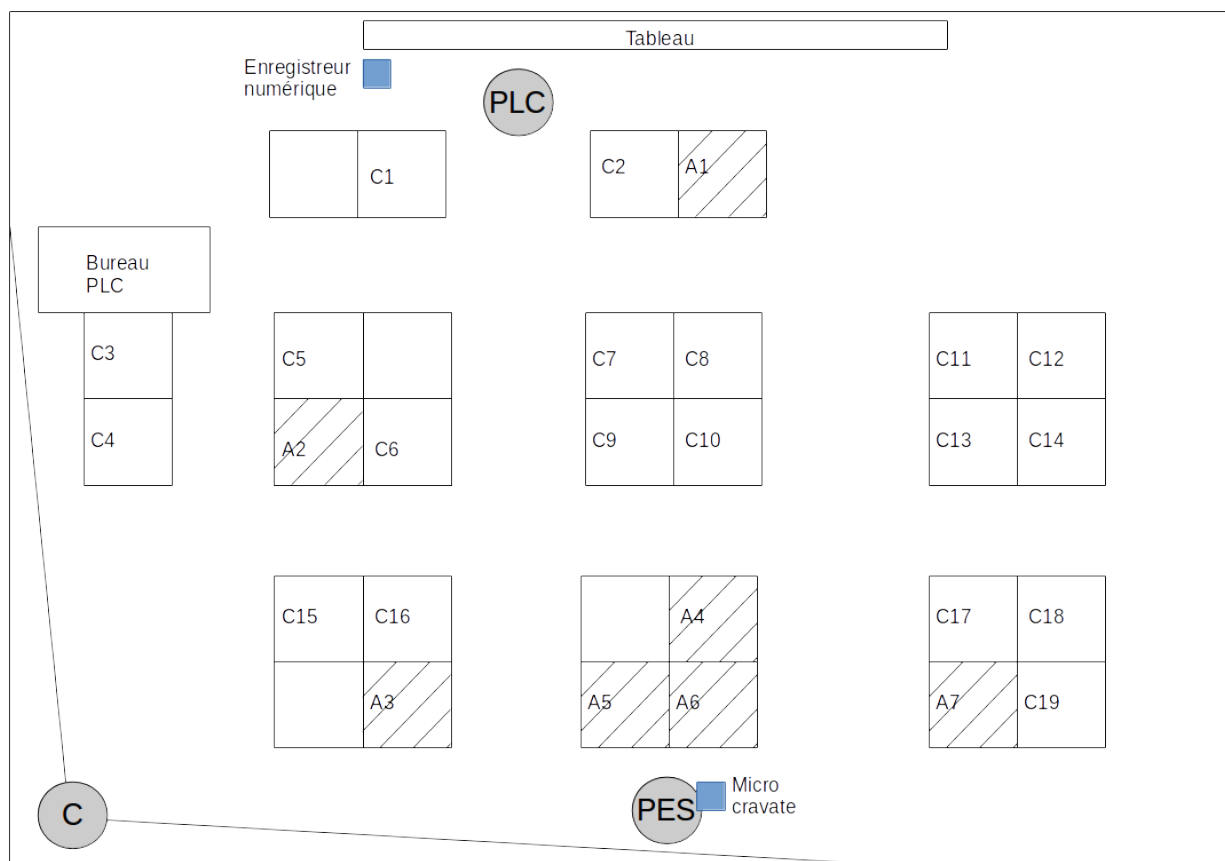 Tableau
Enregistreur
numérique
PLC
C1
C2
A1
Bureau
PLC
C3
C4
C5
A2
C6
C7
C8
C9
C10
C11
C12
C13
C14
C15
C16
A3
A4
A5
A6
C17
C18
A7
C19
C
PES
Micro
cravate